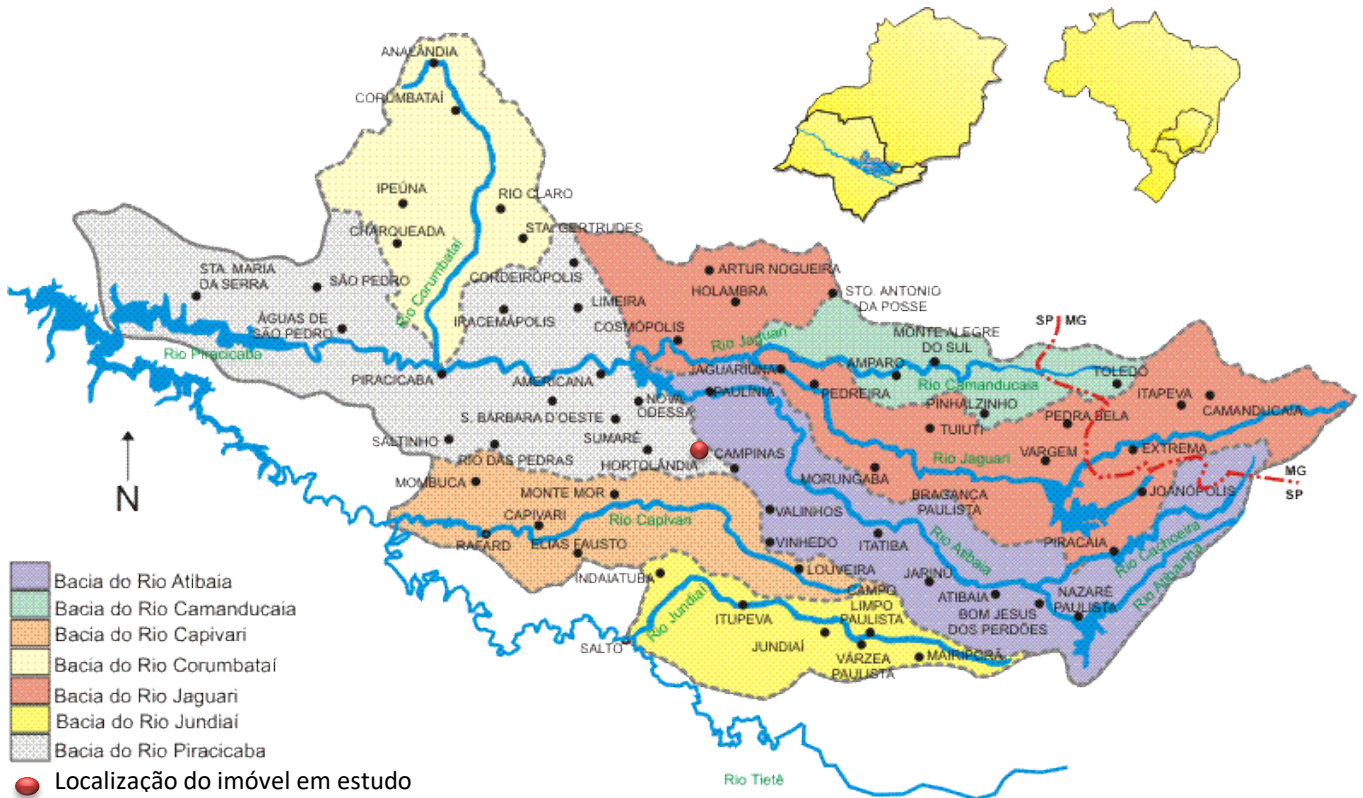 ANALÂNDIA
CORUMBATAÍ
IPEÚNA
RIO CLARO
CHARQUEADA
STA. GERTRUDES
Rio Corumbataí
STA. MARIA
DA SERRA
SÃO PEDRO
CORDEIRÓPOLIS
ARTUR NOGUEIRA
HOLAMBRA
STO. ANTONIO
DA POSSE
LIMEIRA
IRACEMÁPOLIS
COSMÓPOLIS
ÁGUAS DE
SÃO PEDRO
Rio Piracicaba
Rio Jaguari
MONTE ALEGRE
DO SUL
SP
MG
PIRACICABA
AMERICANA
JAGUARIÚNA
AMPARO
Rio Camanducaia
TOLEDO
ITAPEVA
PAULÍNIA
PEDREIRA
PINHALZINHO
PEDRA BELA
CAMANDUCAIA
NOVA
ODESSA
S. BÁRBARA D'OESTE
SUMARÉ
TUIUTI
SALTINHO
RIO DAS PEDRAS
HORTOLÂNDIA
CAMPINAS
Rio Jaguari
VARGEM
EXTREMA
MG
SP
MOMBUCA
MONTE MOR
MORUNGABA
BRAGANÇA
PAULISTA
JOANÓPOLIS
CAPIVARI
Rio Capivari
VALINHOS
RAFARD
ELIAS FAUSTO
VINHEDO
ITATIBA
Rio Atibaia
PIRACAIA
Rio Cachoeira
Rio Atibainha
INDAIATUBA
LOUVEIRA
JARINU
ATIBAIA
NAZARÉ
PAULISTA
CAMPO
LIMPO
PAULISTA
BOM JESUS
DOS PERDÕES
Rio Jundiaí
ITUPEVA
SALTO
JUNDIAÍ
VÁRZEA
PAULISTA
MAIRIPORÃ
Rio Tietê
N
Bacia do Rio Atibaia
Bacia do Rio Camanducaia
Bacia do Rio Capivari
Bacia do Rio Corumbataí
Bacia do Rio Jaguari
Bacia do Rio Jundiaí
Bacia do Rio Piracicaba
Localização do imóvel em estudo